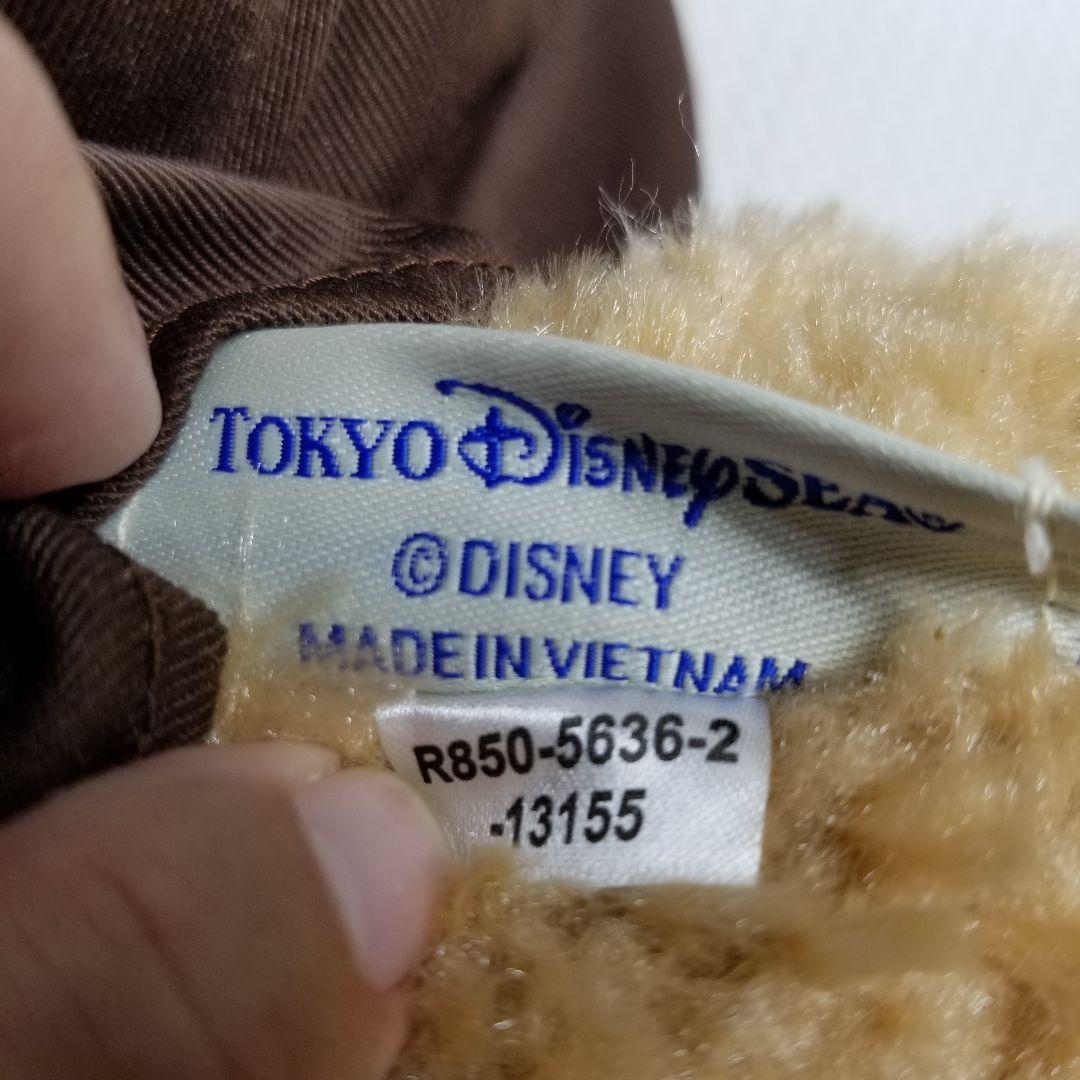 TOKYO DISNEYSEA
©DISNEY
MADE IN VIETNAM
R850-5636-2
-13155